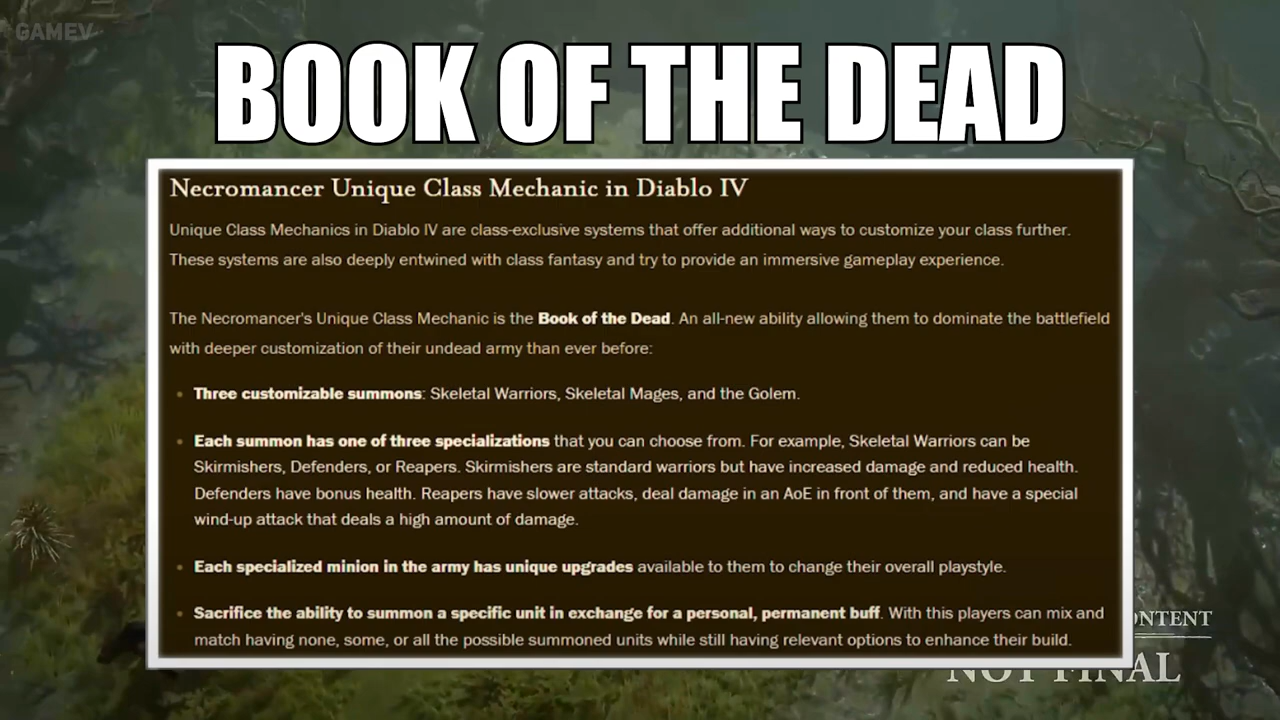 GAMEV
BOOK OF THE DEAD
Necromancer Unique Class Mechanic in Diablo IV
Unique Class Mechanics in Diablo IV are class-exclusive systems that offer additional ways to customize your class further.
These systems are also deeply entwined with class fantasy and try to provide an immersive gameplay experience.
The Necromancer's Unique Class Mechanic is the Book of the Dead. An all-new ability allowing them to dominate the battlefield
with deeper customization of their undead army than ever before:
• Three customizable summons: Skeletal Warriors, Skeletal Mages, and the Golem.
• Each summon has one of three specializations that you can choose from. For example, Skeletal Warriors can be
Skirmishers, Defenders, or Reapers. Skirmishers are standard warriors but have increased damage and reduced health.
Defenders have bonus health. Reapers have slower attacks, deal damage in an AoE in front of them, and have a special
wind-up attack that deals a high amount of damage.
• Each specialized minion in the army has unique upgrades available to them to change their overall playstyle.
• Sacrifice the ability to summon a specific unit in exchange for a personal, permanent buff. With this players can mix and
match having none, some, or all the possible summoned units while still having relevant options to enhance their build.
ONTENT
NOT FINAL